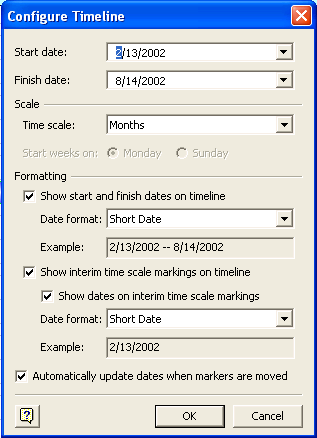 Configure Timeline
Start date: 2/13/2002
Finish date: 8/14/2002
Scale
Time scale: Months
Start weeks on: Monday Sunday
Formatting
Show start and finish dates on timeline
Date format: Short Date
Example: 2/13/2002 -- 8/14/2002
Show interim time scale markings on timeline
Show dates on interim time scale markings
Date format: Short Date
Example: 2/13/2002
Automatically update dates when markers are moved
? OK Cancel